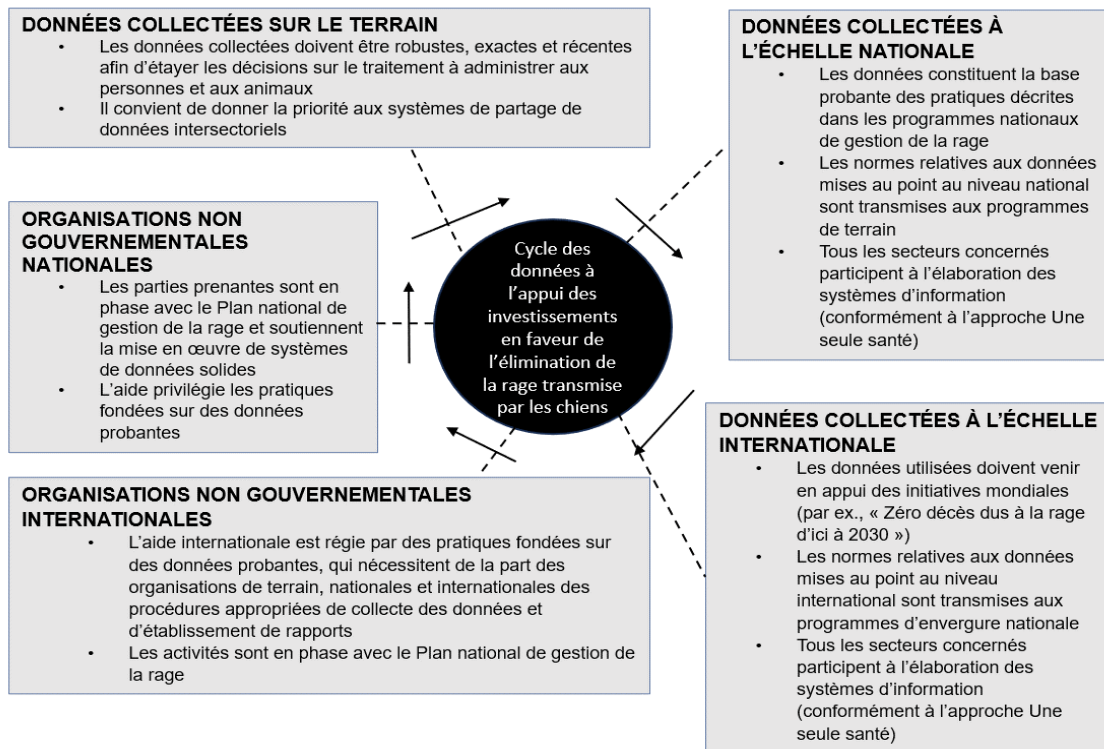 DONNÉES COLLECTÉES SUR LE TERRAIN
• Les données collectées doivent être robustes, exactes et récentes
afin d’étayer les décisions sur le traitement à administrer aux
personnes et aux animaux
• Il convient de donner la priorité aux systèmes de partage de
données intersectoriels
DONNÉES COLLECTÉES À
L’ÉCHELLE NATIONALE
• Les données constituent la base
probante des pratiques décrites
dans les programmes nationaux
de gestion de la rage
• Les normes relatives aux données
mises au point au niveau national
sont transmises aux programmes
de terrain
• Tous les secteurs concernés
participent à l’élaboration des
systèmes d’information
(conformément à l’approche Une
seule santé)
ORGANISATIONS NON
GOUVERNEMENTALES
NATIONALES
• Les parties prenantes sont en
phase avec le Plan national de
gestion de la rage et soutiennent
la mise en œuvre de systèmes
de données solides
• L’aide privilégie les pratiques
fondées sur des données
probantes
Cycle des
données à
l’appui des
investissements
en faveur de
l’élimination de
la rage transmise
par les chiens
DONNÉES COLLECTÉES À L’ÉCHELLE
INTERNATIONALE
• Les données utilisées doivent venir
en appui des initiatives mondiales
(par ex., « Zéro décès dus à la rage
d’ici à 2030 »)
• Les normes relatives aux données
mises au point au niveau
international sont transmises aux
programmes d’envergure nationale
• Tous les secteurs concernés
participent à l’élaboration des
systèmes d’information
(conformément à l’approche Une
seule santé)
ORGANISATIONS NON GOUVERNEMENTALES
INTERNATIONALES
• L’aide internationale est régie par des pratiques fondées sur
des données probantes, qui nécessitent de la part des
organisations de terrain, nationales et internationales des
procédures appropriées de collecte des données et
d’établissement de rapports
• Les activités sont en phase avec le Plan national de gestion de
la rage